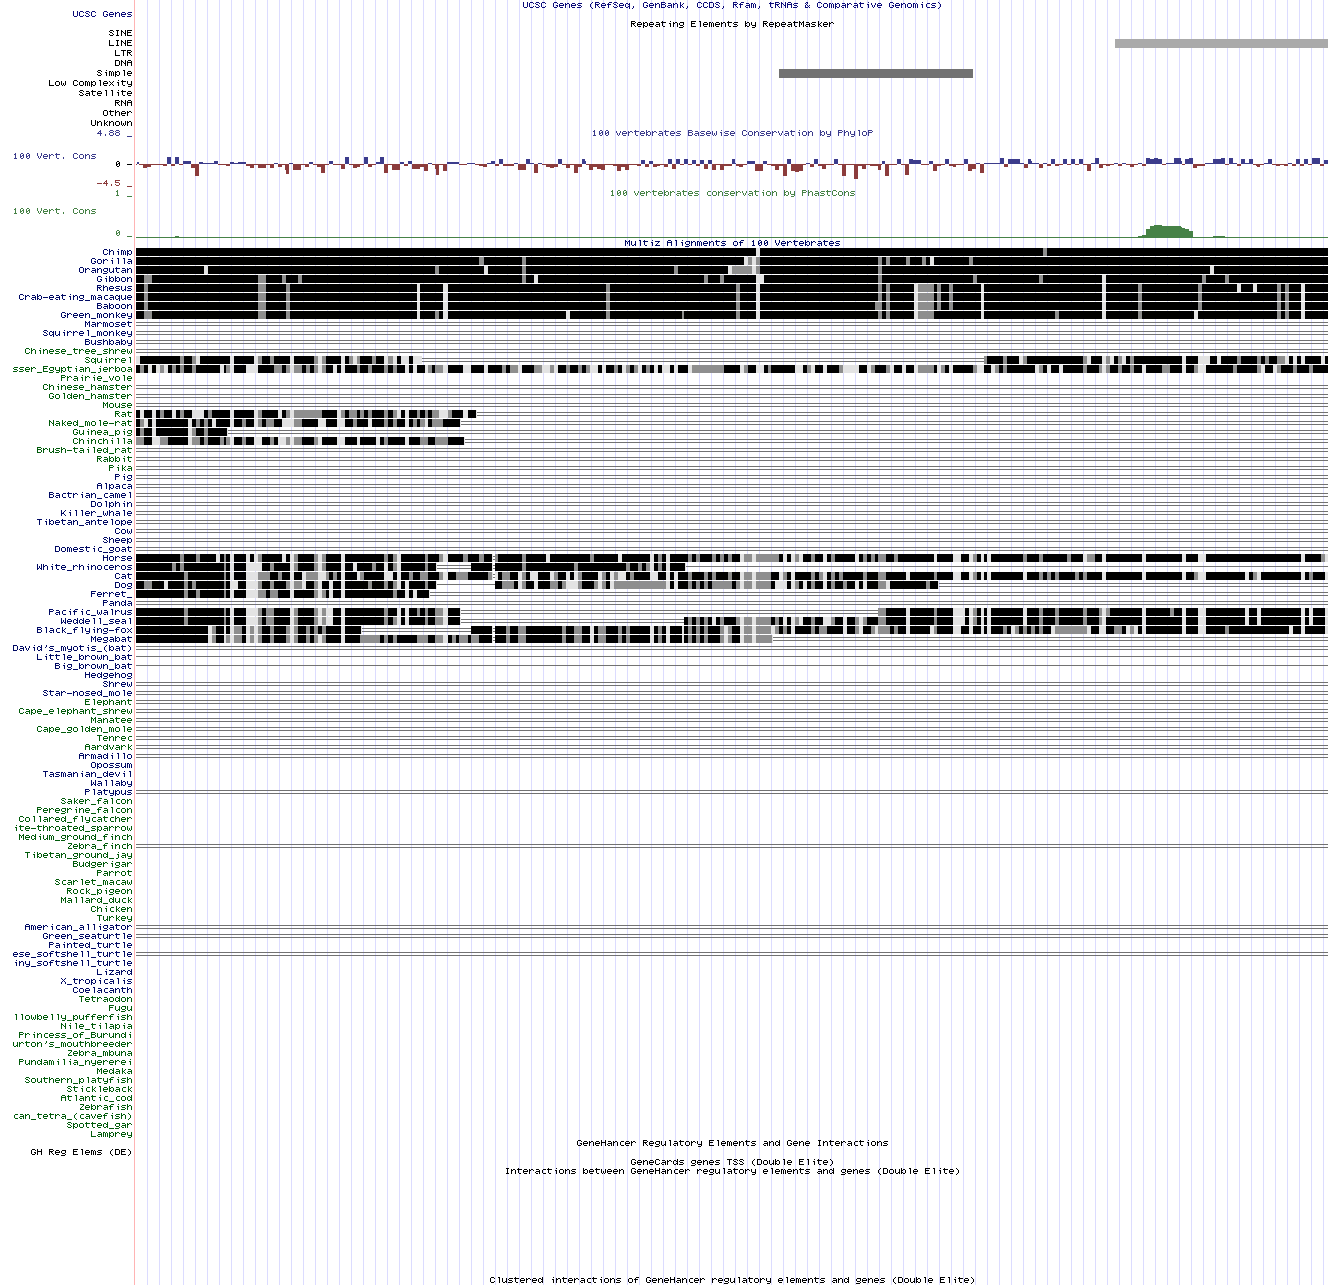 UCSC Genes (RefSeq, GenBank, CCDS, Rfam, tRNAs & Comparative Genomics)
UCSC Genes
Repeating Elements by RepeatMasker
SINE
LINE
LTR
DNA
Simple
Low Complexity
Satellite
RNA
Other
Unknown
4.88 _
100 vertebrates Basewise Conservation by PhyloP
100 Vert. Cons
0 _
-4.5 _
1 _
100 vertebrates conservation by PhastCons
100 Vert. Cons
0 _
Multiz Alignments of 100 Vertebrates
Chimp
Gorilla
Orangutan
Gibbon
Rhesus
Crab-eating_macaque
Baboon
Green_monkey
Marmoset
Squirrel_monkey
Bushbaby
Chinese_tree_shrew
Squirrel
sser_Egyptian_jerboa
Prairie_vole
Chinese_hamster
Golden_hamster
Mouse
Rat
Naked_mole-rat
Guinea_pig
Chinchilla
Brush-tailed_rat
Rabbit
Pika
Pig
Alpaca
Bactrian_camel
Dolphin
Killer_whale
Tibetan_antelope
Cow
Sheep
Domestic_goat
Horse
White_rhinoceros
Cat
Dog
Ferret_
Panda
Pacific_walrus
Weddell_seal
Black_flying-fox
Megabat
David's_myotis_(bat)
Little_brown_bat
Big_brown_bat
Hedgehog
Shrew
Star-nosed_mole
Elephant
Cape_elephant_shrew
Manatee
Cape_golden_mole
Tenrec
Aardvark
Armadillo
Opossum
Tasmanian_devil
Wallaby
Platypus
Saker_falcon
Peregrine_falcon
Collared_flycatcher
ite-throated_sparrow
Medium_ground_finch
Zebra_finch
Tibetan_ground_jay
Budgerigar
Parrot
Scarlet_macaw
Rock_pigeon
Mallard_duck
Chicken
Turkey
American_alligator
Green_seaturtle
Painted_turtle
ese_softshell_turtle
iny_softshell_turtle
Lizard
X_tropicalis
Coelacanth
Tetraodon
Fugu
llowbelly_pufferfish
Nile_tilapia
Princess_of_Burundi
urton's_mouthbreeder
Zebra_mbuna
Pundamilia_nyererei
Medaka
Southern_platyfish
Stickleback
Atlantic_cod
Zebrafish
can_tetra_(cavefish)
Spotted_gar
Lamprey
GeneHancer Regulatory Elements and Gene Interactions
GH Reg Elems (DE)
GeneCards genes TSS (Double Elite)
Interactions between GeneHancer regulatory elements and genes (Double Elite)
Clustered interactions of GeneHancer regulatory elements and genes (Double Elite)